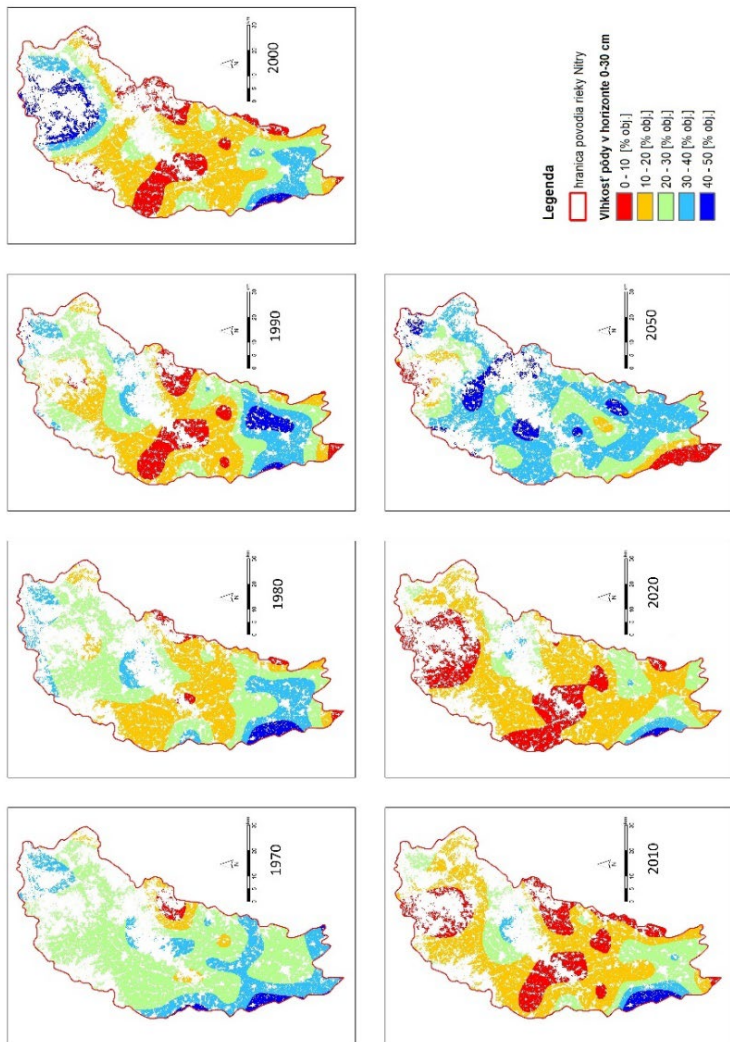 1970
N
1980
N
1990
N
2000
N
2010
N
2020
N
2050
N
Legenda
hranica povodia rieky Nitry
Vlhkosť pôdy v horizonte 0-30 cm
0 - 10 [% obj.]
10 - 20 [% obj.]
20 - 30 [% obj.]
30 - 40 [% obj.]
40 - 50 [% obj.]